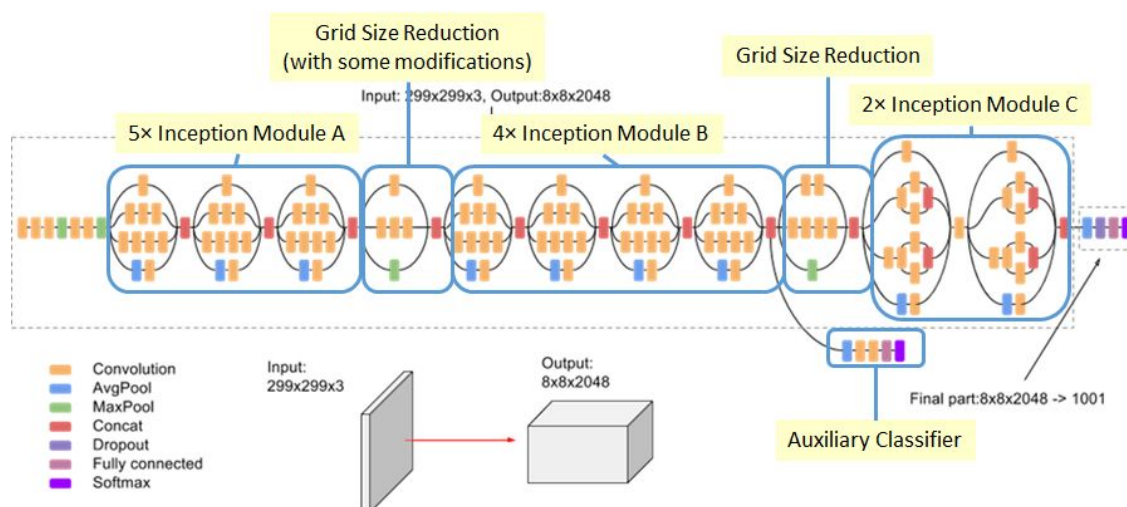 Grid Size Reduction
(with some modifications)
Grid Size Reduction
Input: 299x299x3, Output:8x8x2048
2× Inception Module C
5× Inception Module A
4× Inception Module B
Convolution
AvgPool
MaxPool
Concat
Dropout
Fully connected
Softmax
Input:
299x299x3
Output:
8x8x2048
Final part:8x8x2048 -> 1001
Auxiliary Classifier